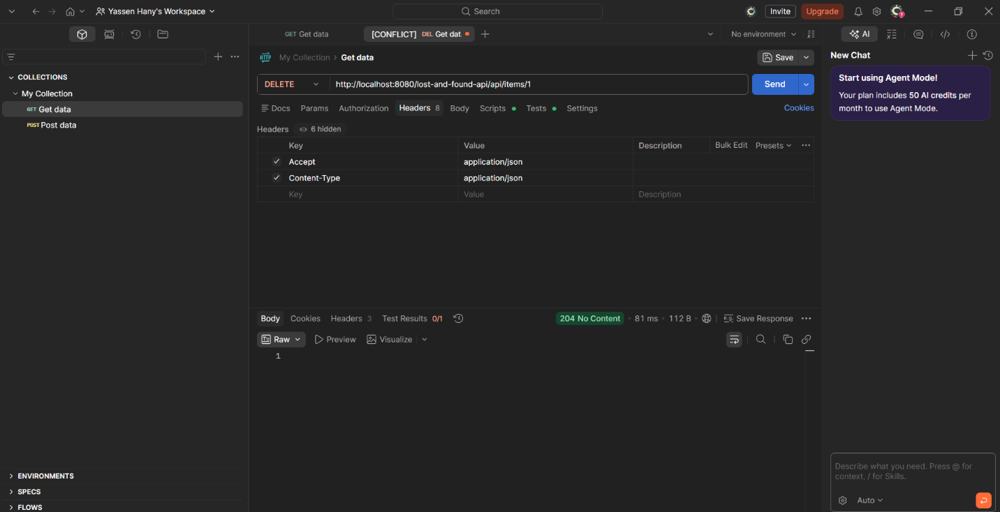 Yassen Hany's Workspace
Search
Invite
Upgrade
GET Get data
[CONFLICT] DEL Get dat
No environment
AI
My Collection > Get data
Save
New Chat
COLLECTIONS
My Collection
GET Get data
POST Post data
DELETE
http://localhost:8080/lost-and-found-api/api/items/1
Send
Start using Agent Mode!
Your plan includes 50 AI credits per
month to use Agent Mode.
Docs Params Authorization Headers 8 Body Scripts Tests Settings Cookies
Headers 6 hidden
Key Value Description Bulk Edit Presets
Accept application/json
Content-Type application/json
Key Value Description
Body Cookies Headers 3 Test Results 0/1 204 No Content 81 ms 112 B e.g. Save Response
Raw Preview Visualize
1
ENVIRONMENTS
SPECS
FLOWS
Describe what you need. Press @ for
context, / for Skills.
Auto